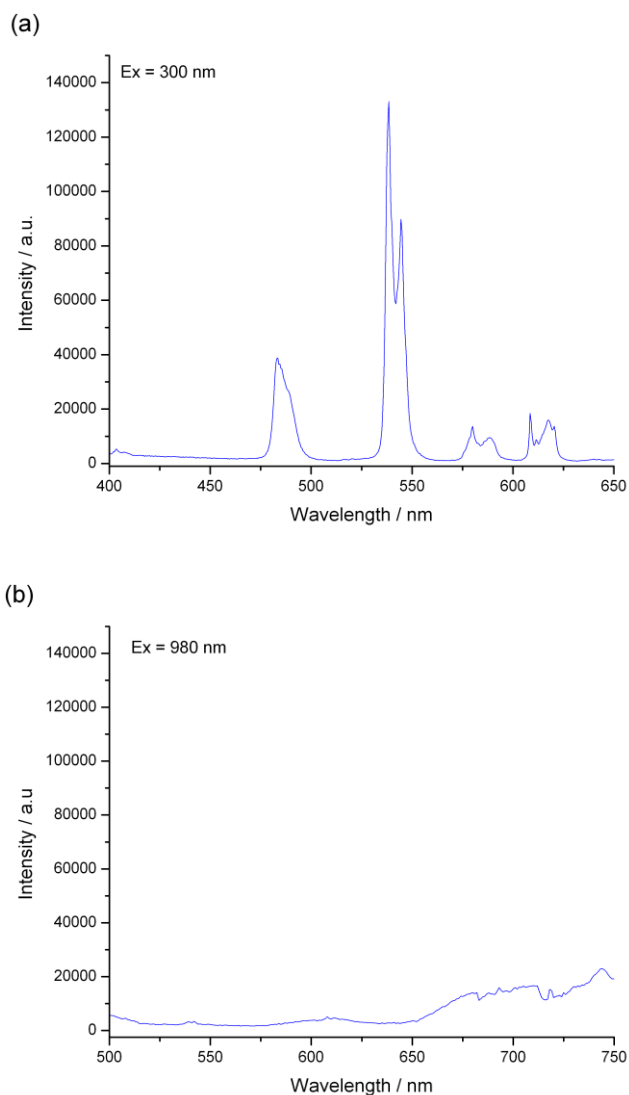 (a)
Ex = 300 nm
140000
120000
100000
80000
60000
40000
20000
0
Intensity / a.u.
400 450 500 550 600 650
Wavelength / nm
(b)
Ex = 980 nm
140000
120000
100000
80000
60000
40000
20000
0
Intensity / a.u
500 550 600 650 700 750
Wavelength / nm